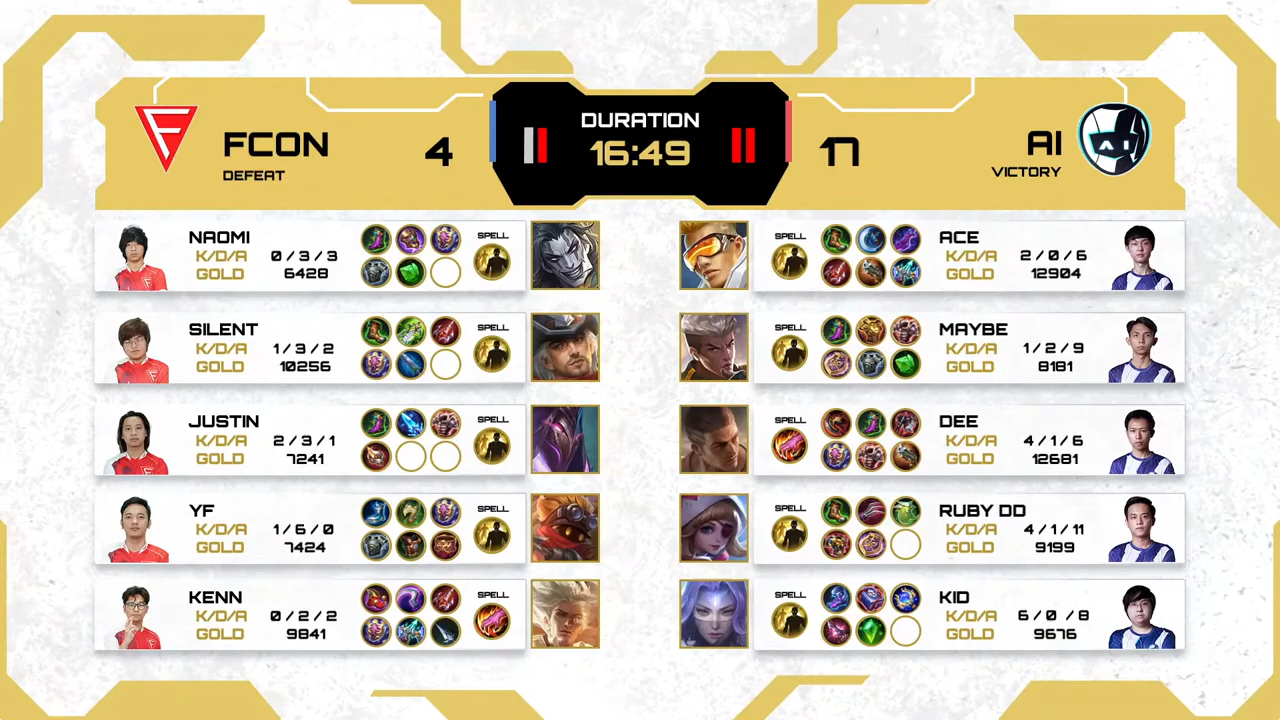 FCON
DEFEAT
4
DURATION
16:49
17
AI
VICTORY
AI
NAOMI
K/D/A 0/3/3
GOLD 6428
SPELL
SPELL
ACE
K/D/A 2/0/6
GOLD 12904
SILENT
K/D/A 1/3/2
GOLD 10256
SPELL
SPELL
MAYBE
K/D/A 1/2/9
GOLD 8181
JUSTIN
K/D/A 2/3/1
GOLD 7241
SPELL
SPELL
DEE
K/D/A 4/1/6
GOLD 12681
YF
K/D/A 1/6/0
GOLD 7424
SPELL
SPELL
RUBY DD
K/D/A 4/1/11
GOLD 9199
KENN
K/D/A 0/2/2
GOLD 9841
SPELL
SPELL
KID
K/D/A 6/0/8
GOLD 9676